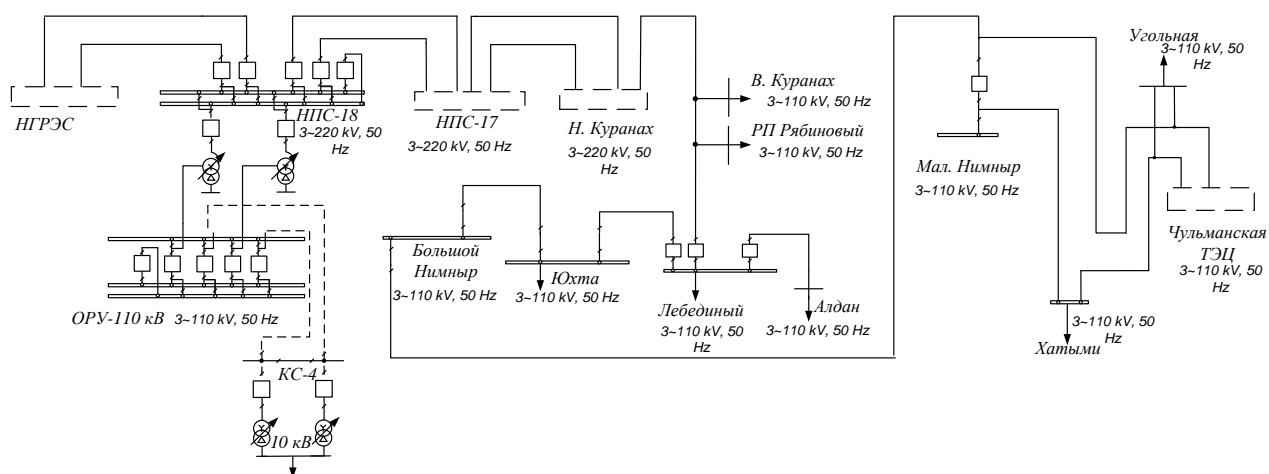 НГРЭС
НПС-18
3~220 kV, 50
Hz
НПС-17
3~220 kV, 50 Hz
Н. Куранах
3~220 kV, 50
Hz
В. Куранах
3~110 kV, 50 Hz
РП Рябиновый
3~110 kV, 50 Hz
Мал. Нимныр
3~110 kV, 50 Hz
Угольная
3~110 kV, 50
Hz
Чульманская
ТЭЦ
3~110 kV, 50
Hz
ОРУ-110 кВ
3~110 kV, 50 Hz
Большой
Нимныр
3~110 kV, 50 Hz
Юхта
3~110 kV, 50 Hz
Лебединый
3~110 kV, 50
Hz
Алдан
3~110 kV, 50 Hz
3~110 kV, 50
Hz
Хатыми
КС-4
10 кВ